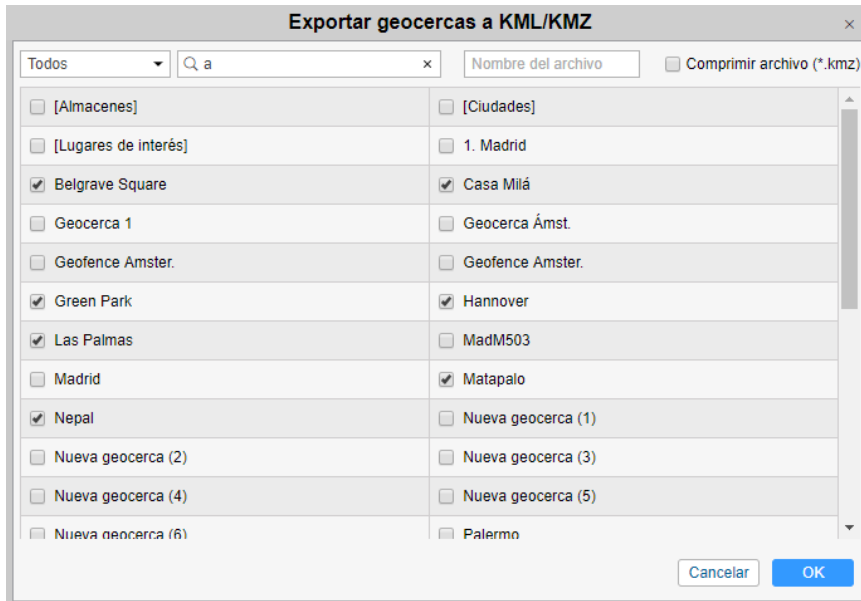 Exportar geocercas a KML/KMZ
Todos a Nombre del archivo Comprimir archivo (*.kmz)
[Almacenes] [Ciudades]
[Lugares de interés] 1. Madrid
Belgrave Square Casa Milá
Geocerca 1 Geocerca Ámst.
Geofence Amster. Geofence Amster.
Green Park Hannover
Las Palmas MadM503
Madrid Matapalo
Nepal Nueva geocerca (1)
Nueva geocerca (2) Nueva geocerca (3)
Nueva geocerca (4) Nueva geocerca (5)
Nueva geocerca (6) Palermo
Cancelar OK